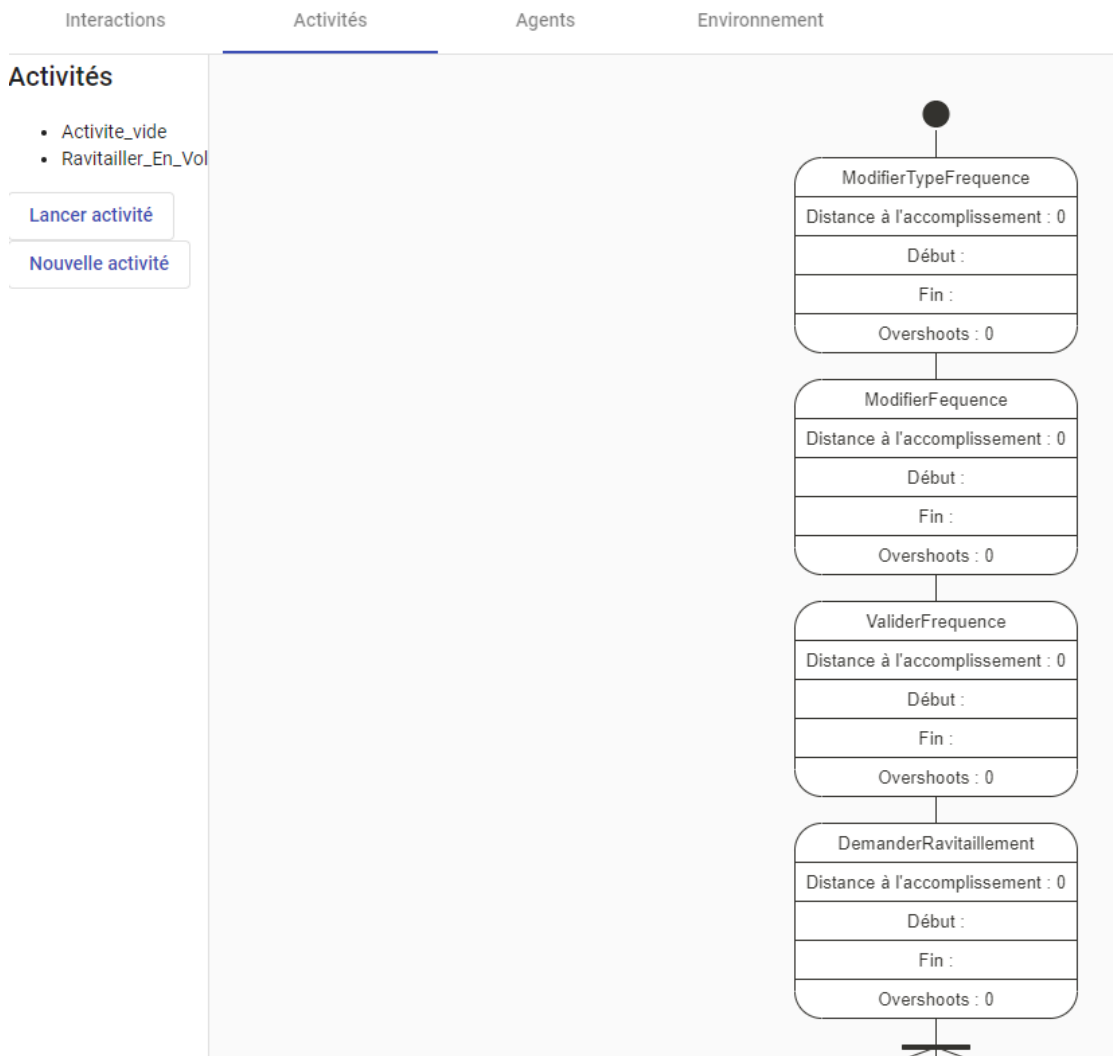 Interactions Activités Agents Environnement
Activités
Activite_vide
Ravitailler_En_Vol
Lancer activité
Nouvelle activité
ModifierTypeFrequence
Distance à l'accomplissement : 0
Début :
Fin :
Overshoots : 0
ModifierFequence
Distance à l'accomplissement : 0
Début :
Fin :
Overshoots : 0
ValiderFrequence
Distance à l'accomplissement : 0
Début :
Fin :
Overshoots : 0
DemanderRavitaillement
Distance à l'accomplissement : 0
Début :
Fin :
Overshoots : 0